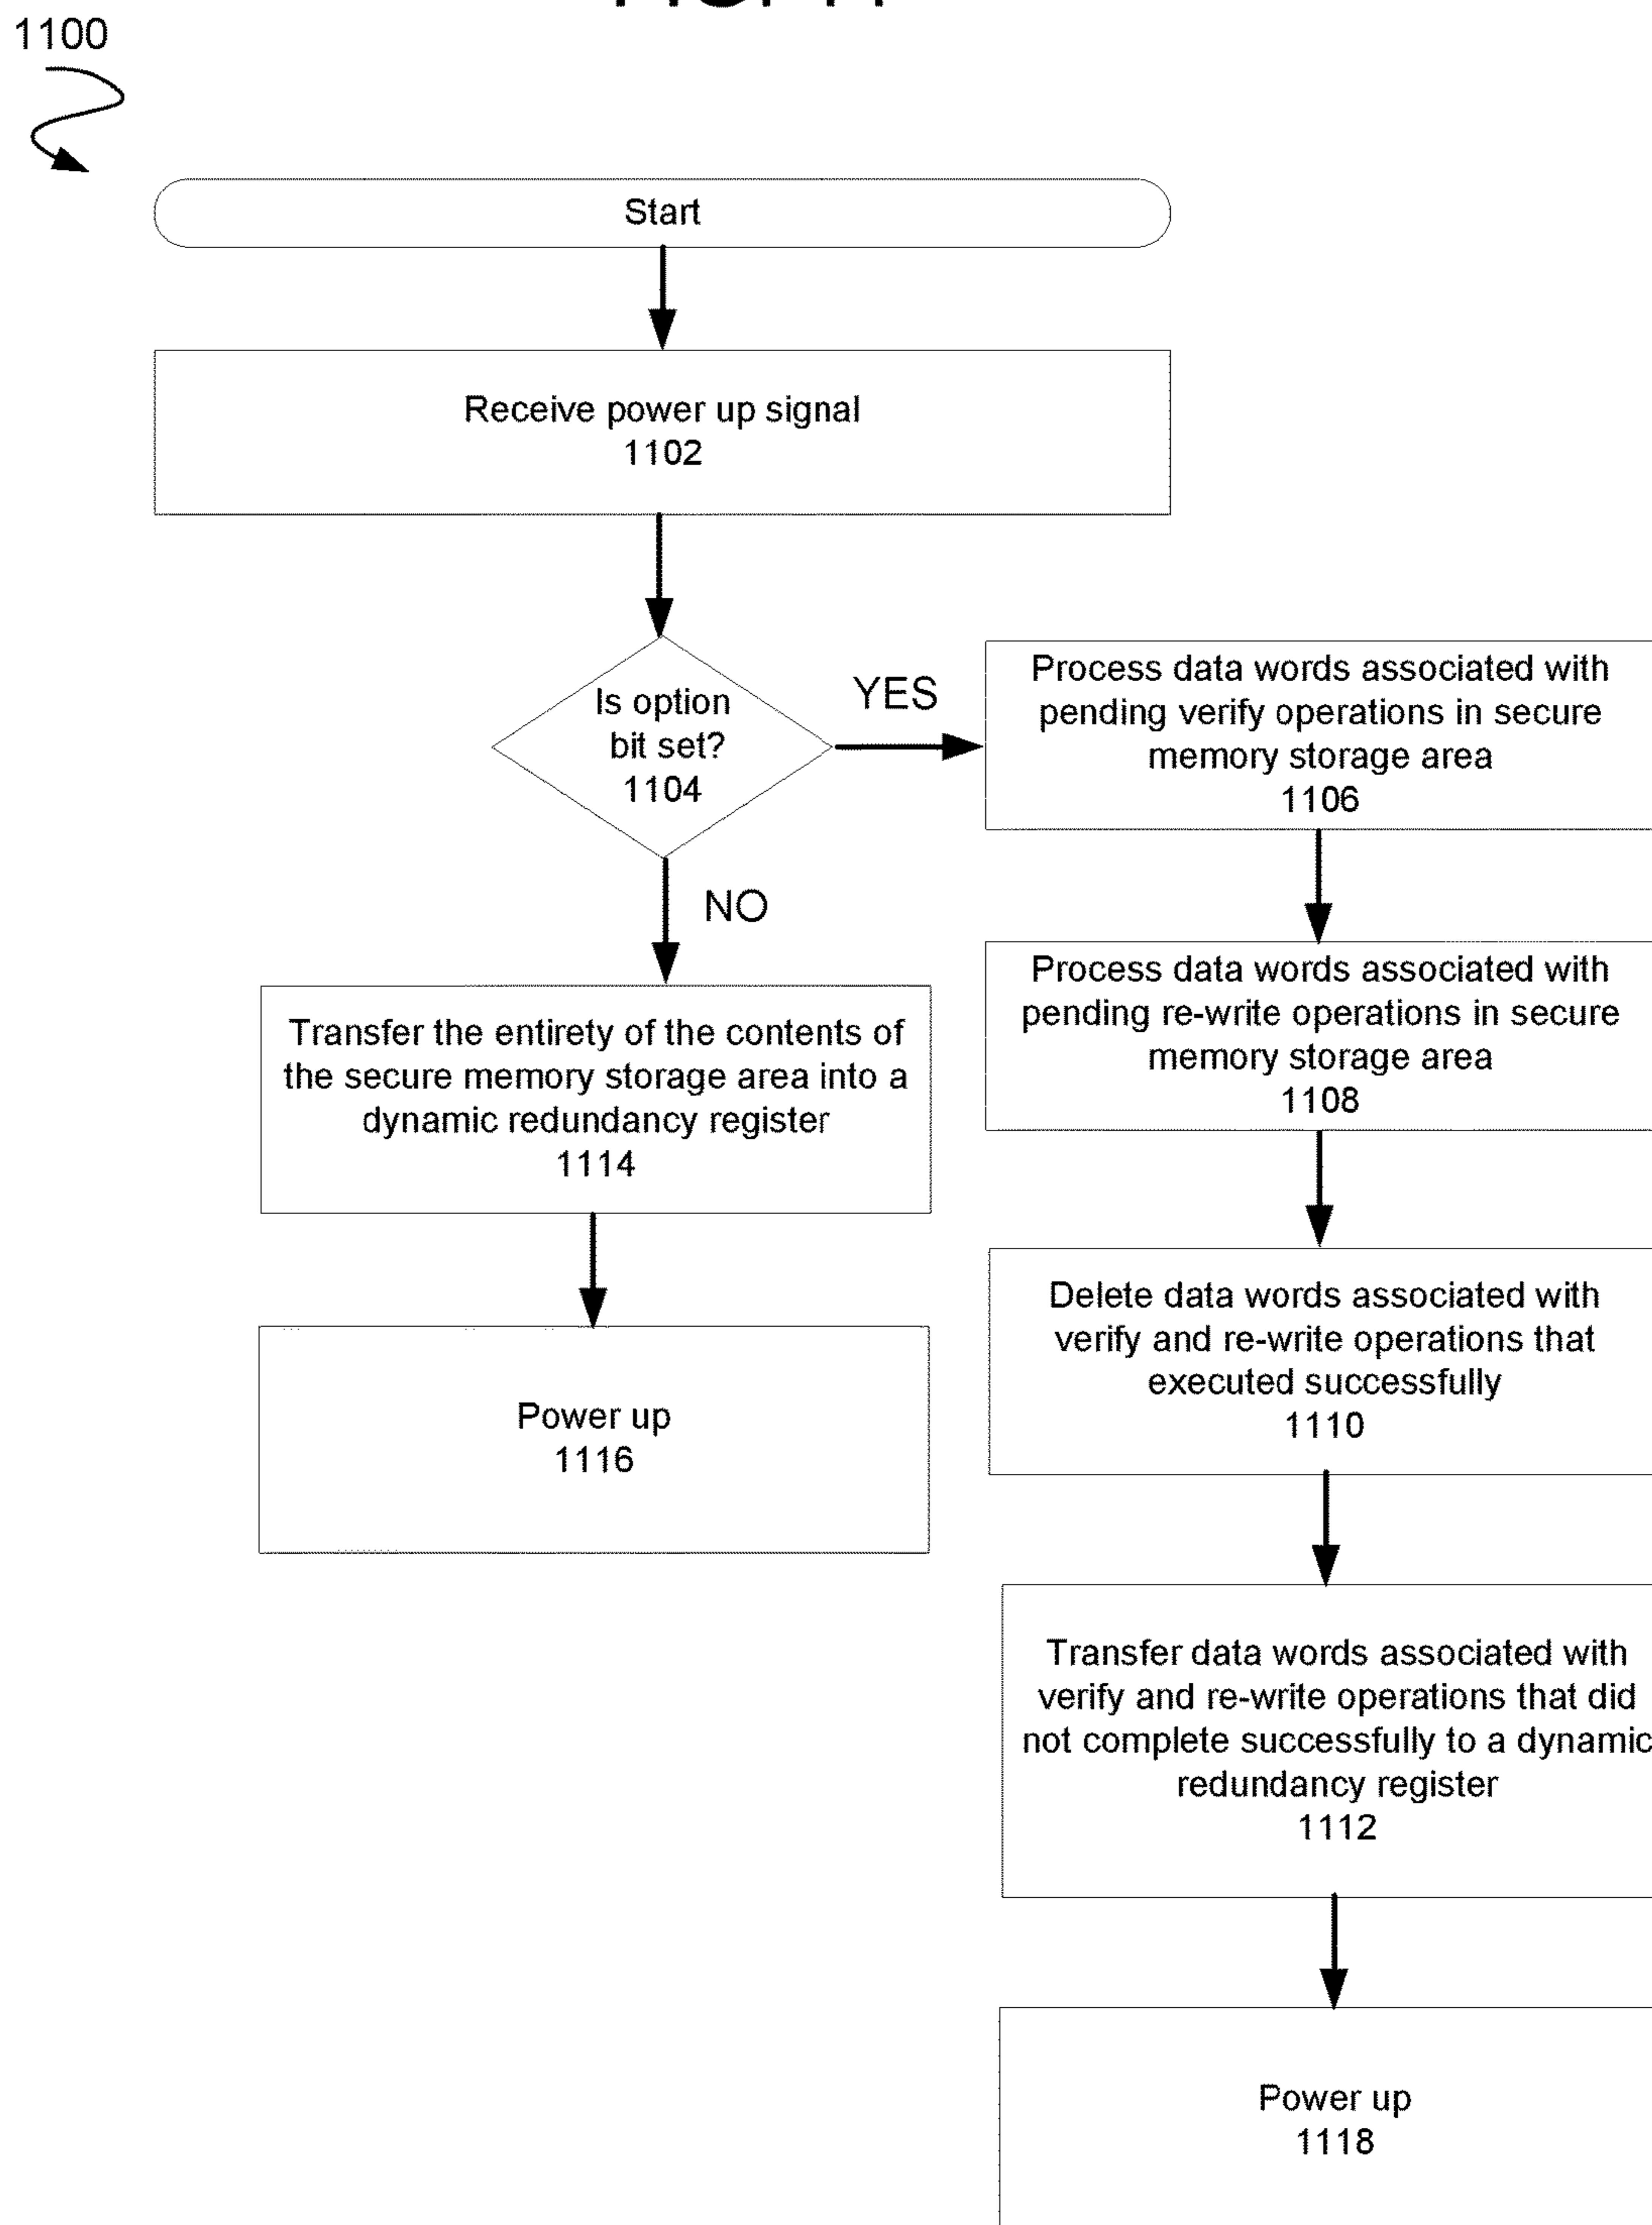 1100
Start
Receive power up signal
1102
Is option
bit set?
1104
YES
NO
Process data words associated with
pending verify operations in secure
memory storage area
1106
Process data words associated with
pending re-write operations in secure
memory storage area
1108
Transfer the entirety of the contents of
the secure memory storage area into a
dynamic redundancy register
1114
Delete data words associated with
verify and re-write operations that
executed successfully
1110
Power up
1116
Transfer data words associated with
verify and re-write operations that did
not complete successfully to a dynamic
redundancy register
1112
Power up
1118